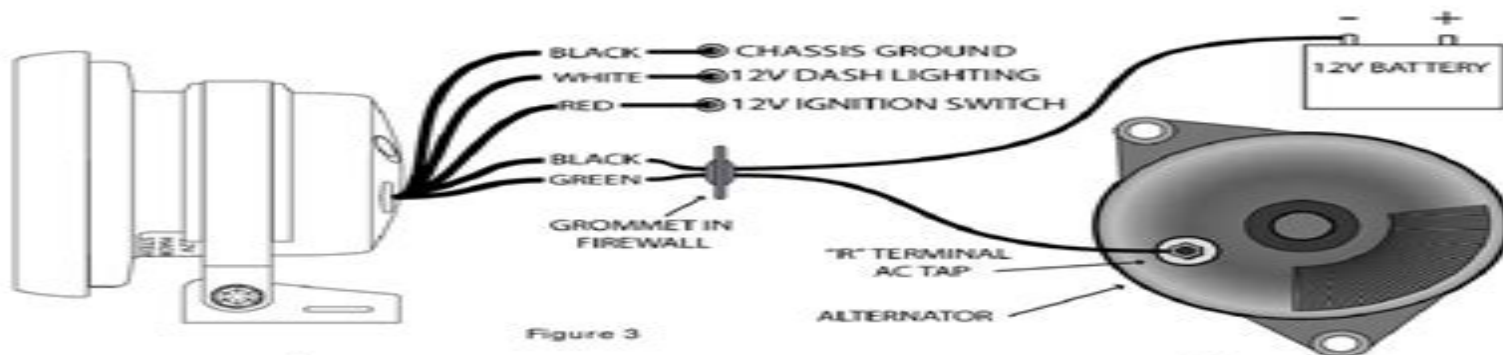 - +
12V BATTERY
BLACK CHASSIS GROUND
WHITE 12V DASH LIGHTING
RED 12V IGNITION SWITCH
BLACK
GREEN
GROMMET IN
FIREWALL
"R" TERMINAL
AC TAP
ALTERNATOR
Figure 3